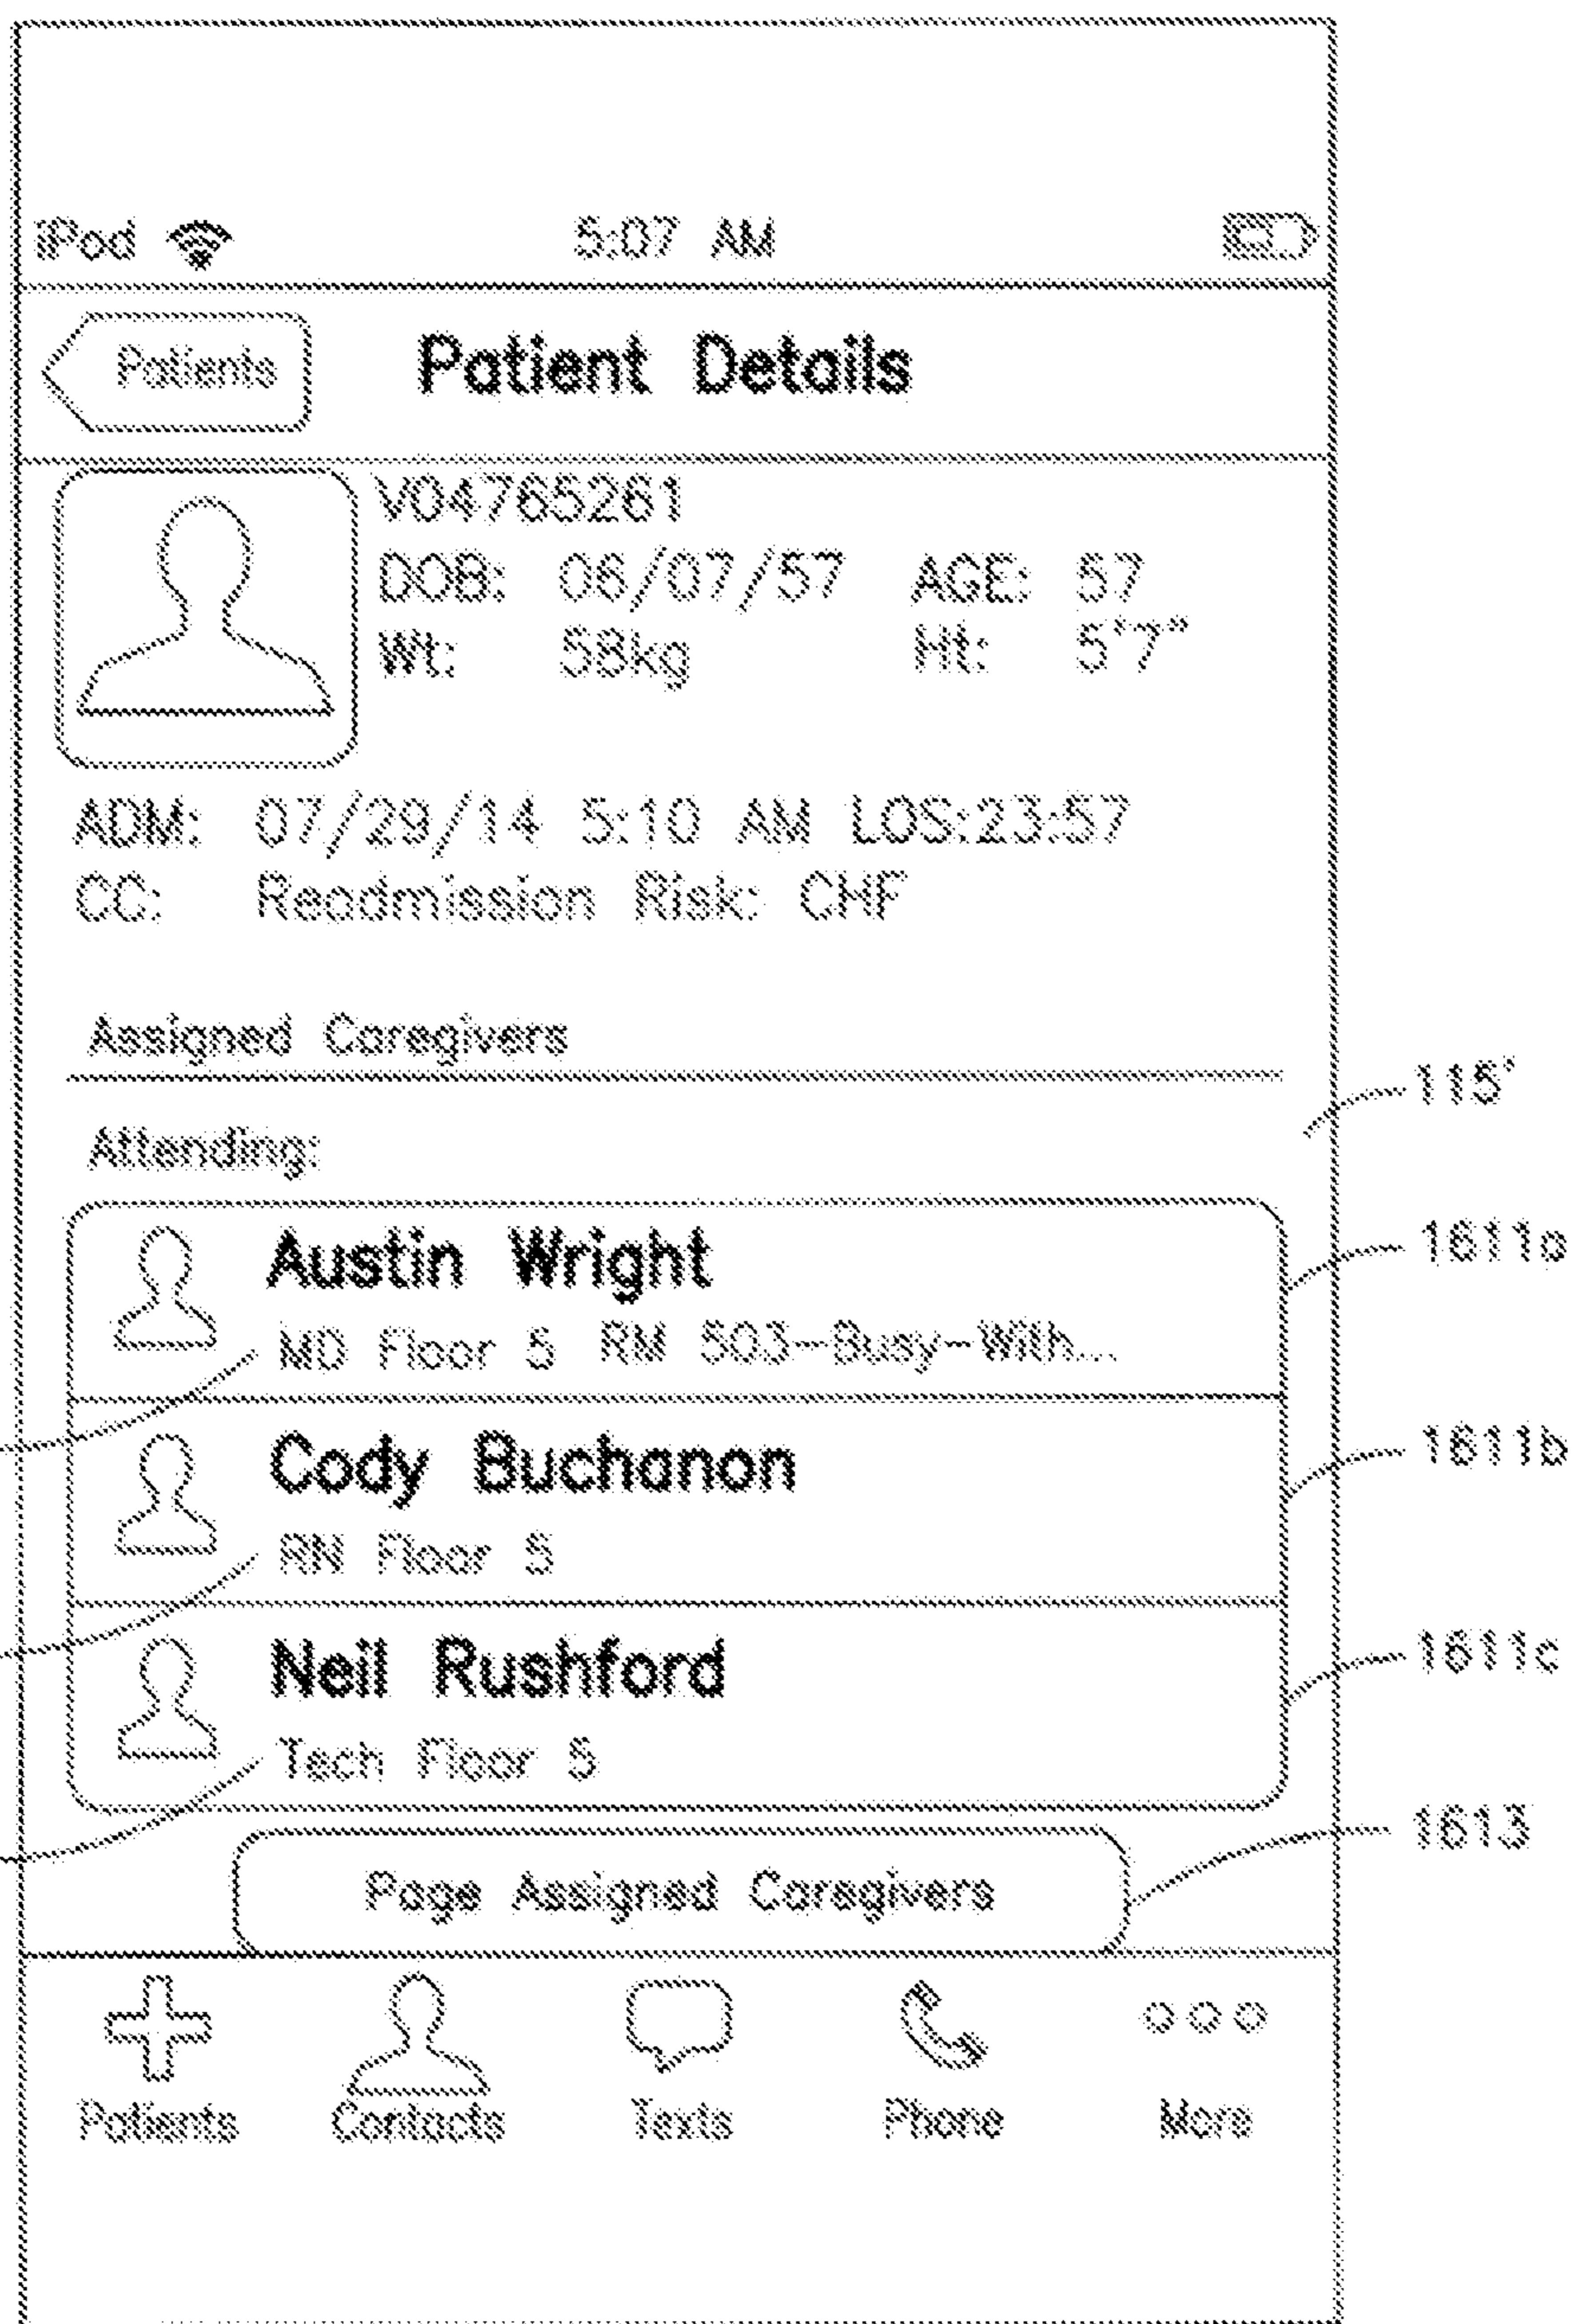 iPod 5:07 AM
Patients Patient Details
V04765261
DOB: 06/07/57 AGE: 57
Wt: 58kg Ht: 5'7"
ADM: 07/29/14 5:10 AM LOS:23:57
CC: Readmission Risk: CHF
Assigned Caregivers
115'
Attending:
Austin Wright
1611a
MD Floor 5 RM 503-Busy-With...
Cody Buchanon
1611b
RN Floor 5
Neil Rushford
1611c
Tech Floor 5
1613
Page Assigned Caregivers
Patients Contacts Texts Phone More